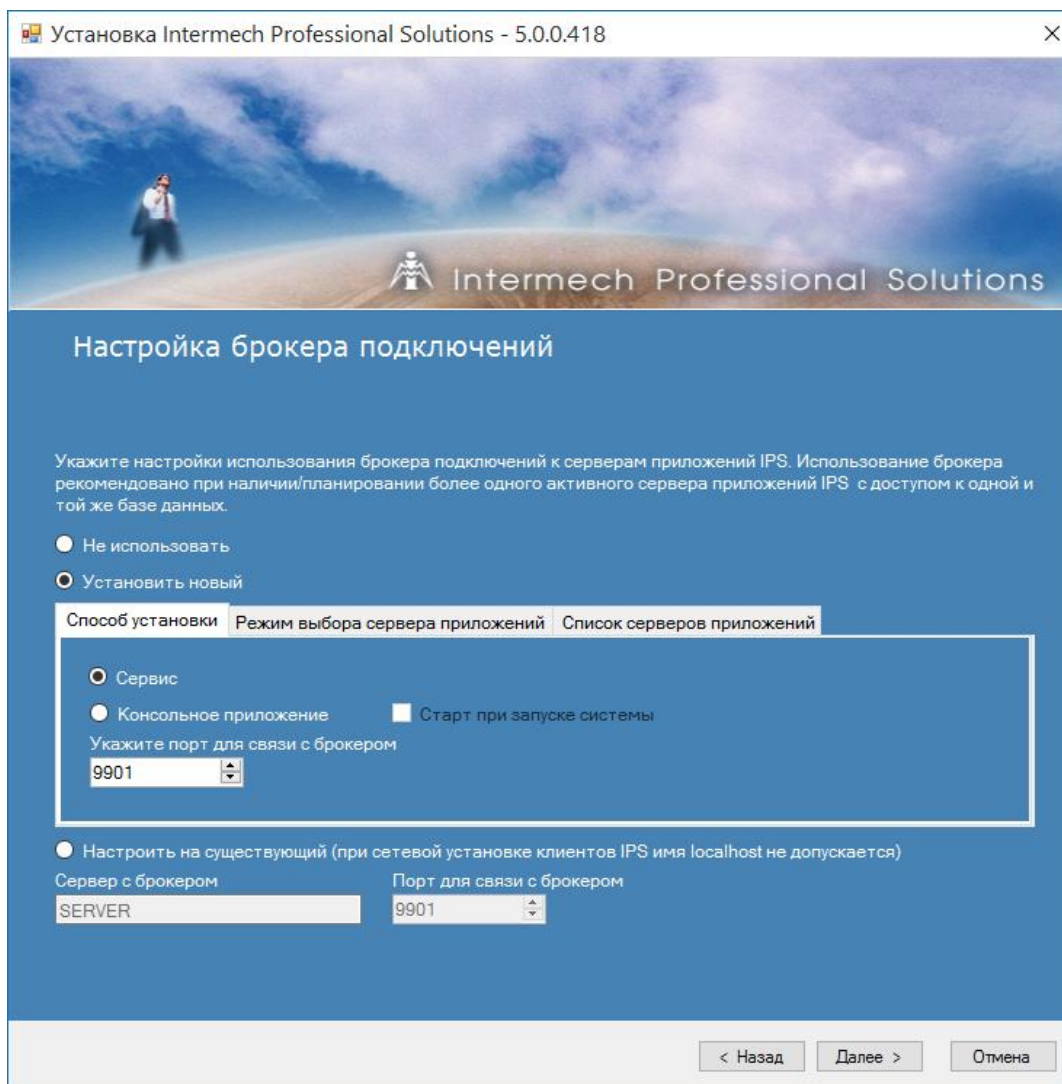 Установка Intermech Professional Solutions - 5.0.0.418
Intermech Professional Solutions
Настройка брокера подключений
Укажите настройки использования брокера подключений к серверам приложений IPS. Использование брокера
рекомендовано при наличии/планировании более одного активного сервера приложений IPS с доступом к одной и
той же базе данных.
Не использовать
Установить новый
Способ установки Режим выбора сервера приложений Список серверов приложений
Сервис
Консольное приложение Старт при запуске системы
Укажите порт для связи с брокером
9901
Настроить на существующий (при сетевой установке клиентов IPS имя localhost не допускается)
Сервер с брокером Порт для связи с брокером
SERVER 9901
< Назад Далее > Отмена